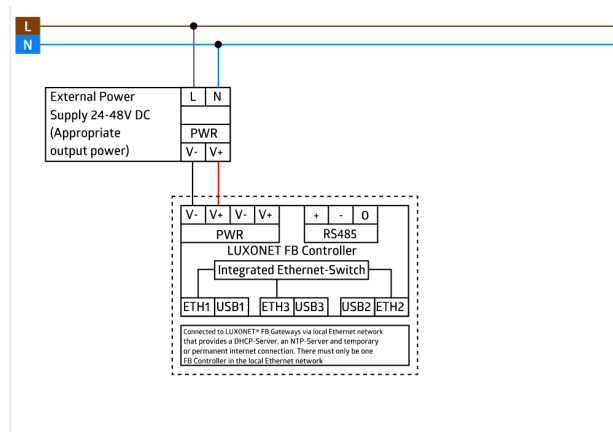 L
N
External Power
Supply 24-48V DC
(Appropriate
output power)
L N
PWR
V- V+
V- V+ V- V+
+ - 0
PWR
RS485
LUXONET FB Controller
Integrated Ethernet-Switch
ETH1 USB1 ETH3 USB3 USB2 ETH2
Connected to LUXONET® FB Gateways via local Ethernet network
that provides a DHCP-Server, an NTP-Server and temporary
or permanent internet connection. There must only be one
FB Controller in the local Ethernet network